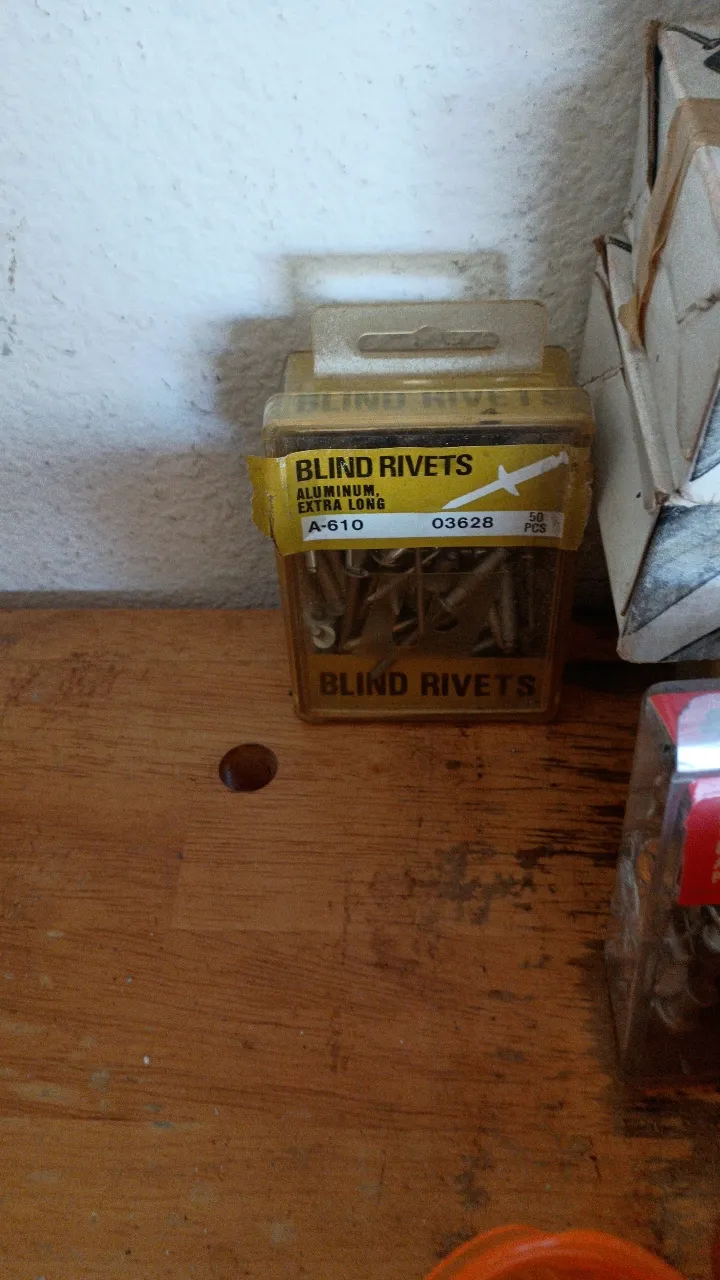 BLIND RIVETS
BLIND RIVETS
ALUMINUM,
EXTRA LONG
A-610 03628 50 PCS
BLIND RIVETS